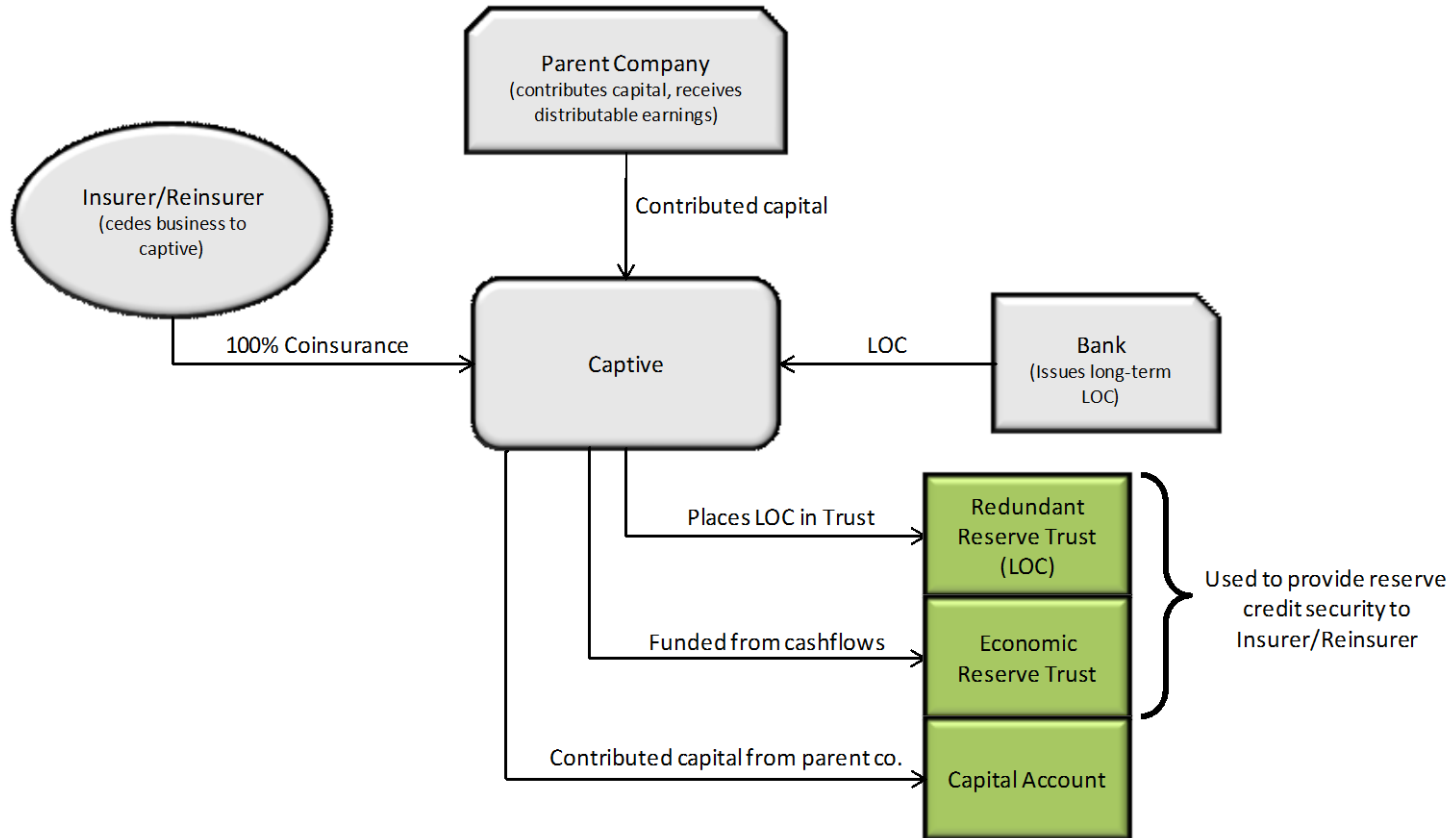 Parent Company
(contributes capital, receives
distributable earnings)
Insurer/Reinsurer
(cedes business to
captive)
Contributed capital
100% Coinsurance
Captive
LOC
Bank
(Issues long-term
LOC)
Places LOC in Trust
Redundant
Reserve Trust
(LOC)
Used to provide reserve
credit security to
Insurer/Reinsurer
Funded from cashflows
Economic
Reserve Trust
Contributed capital from parent co.
Capital Account